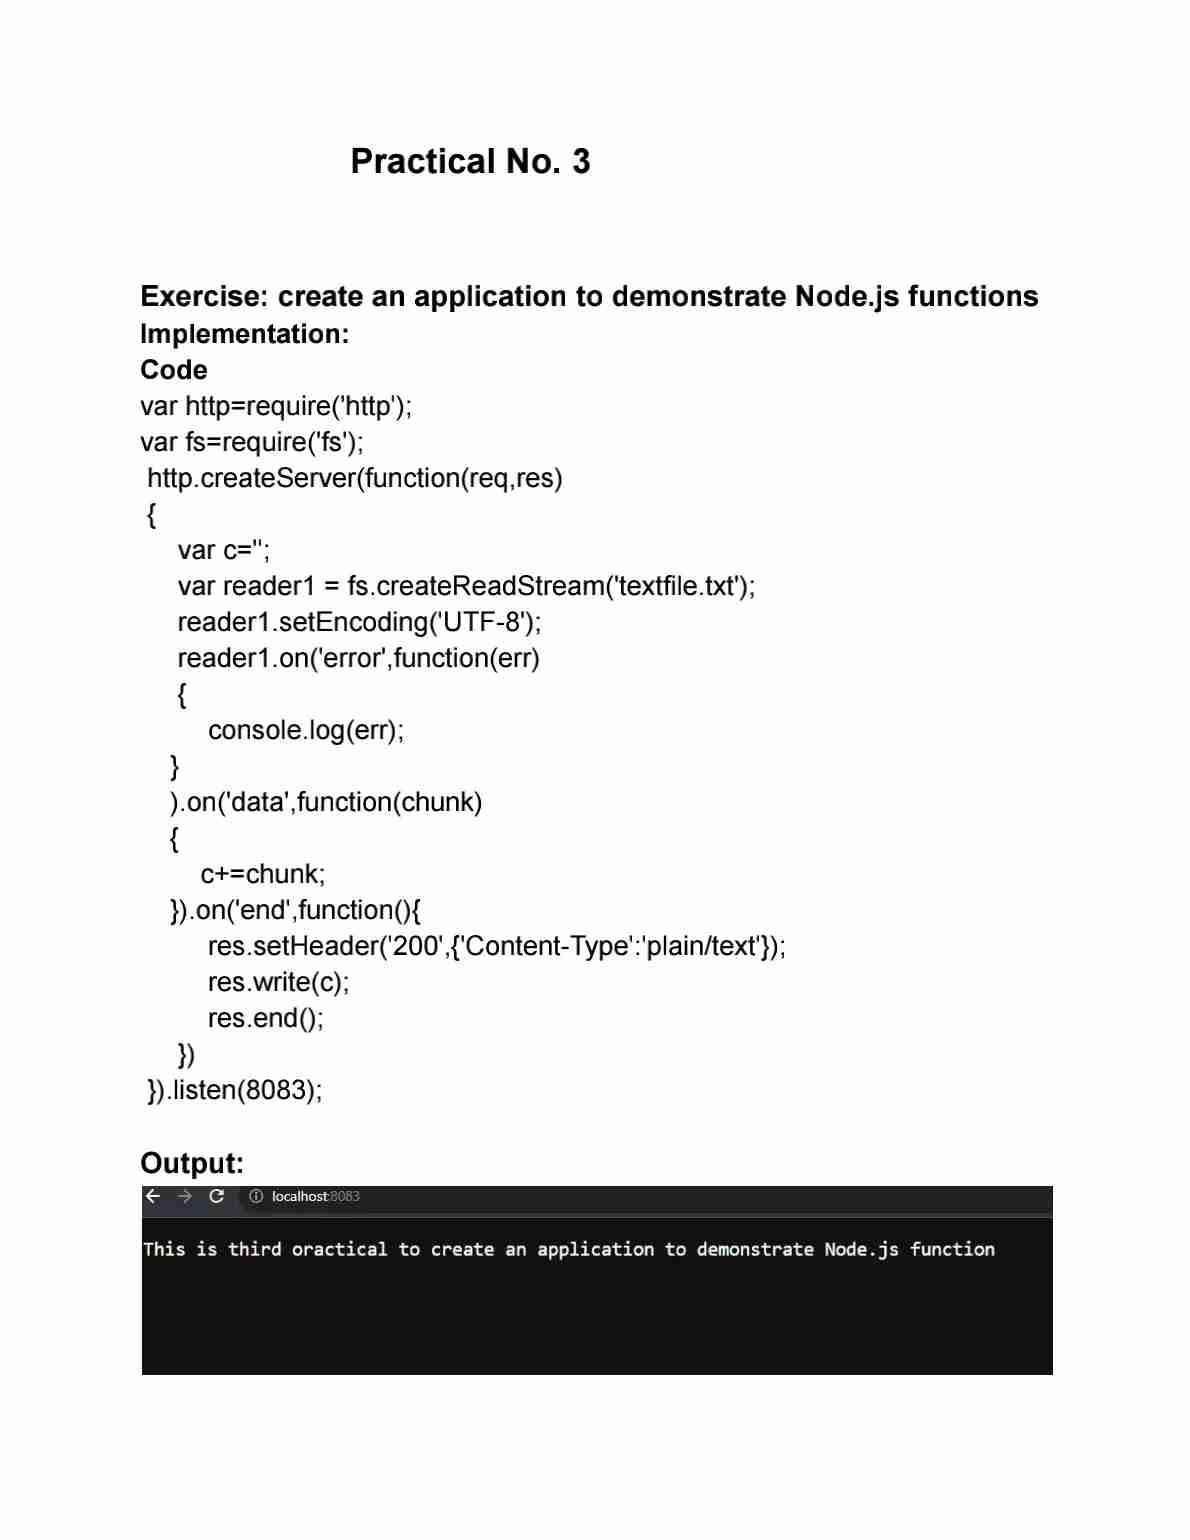 Practical No. 3
Exercise: create an application to demonstrate Node.js functions
Implementation:
Code
var http=require('http');
var fs=require('fs');
http.createServer(function(req,res)
{
var c='';
var reader1 = fs.createReadStream('textfile.txt');
reader1.setEncoding('UTF-8');
reader1.on('error',function(err)
{
console.log(err);
}
).on('data',function(chunk)
{
c+=chunk;
}).on('end',function(){
res.setHeader('200',{'Content-Type':'plain/text'});
res.write(c);
res.end();
})
}).listen(8083);
Output:
localhost:8083
This is third oractical to create an application to demonstrate Node.js function